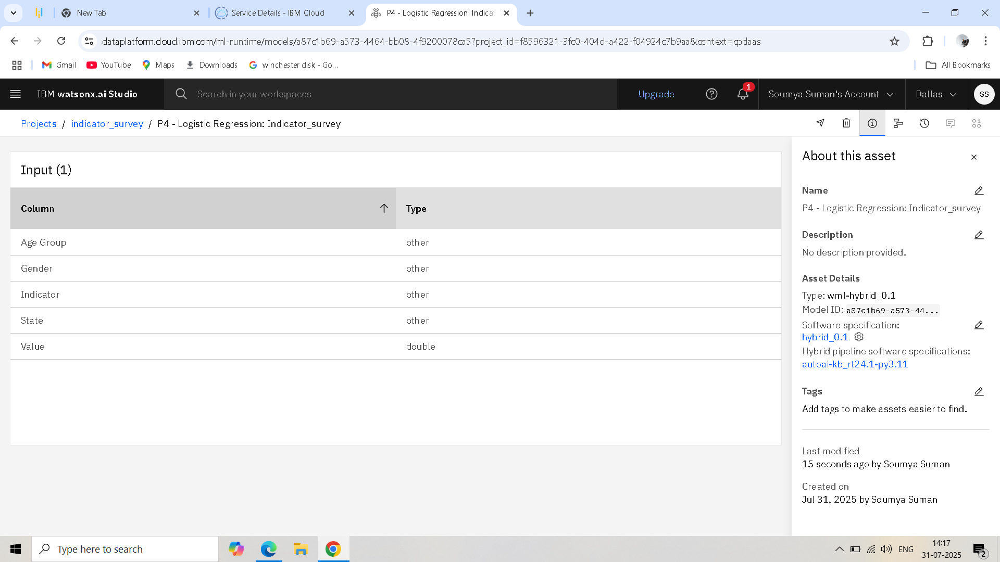 New Tab
Service Details - IBM Cloud
P4 - Logistic Regression: Indicat
dataplatform.cloud.ibm.com/ml-runtime/models/a87c1b69-a573-4464-bb08-4f9200078ca5?project_id=f8596321-3fc0-404d-a422-f04924c7b9aa&context=cpdaas
Gmail
YouTube
Maps
Downloads
winchester disk - Go...
All Bookmarks
IBM watsonx.ai Studio
Search in your workspaces
Upgrade
1
Soumya Suman's Account
Dallas
SS
Projects / indicator_survey / P4 - Logistic Regression: Indicator_survey
Input (1)
Column Type
Age Group other
Gender other
Indicator other
State other
Value double
About this asset
Name
P4 - Logistic Regression: Indicator_survey
Description
No description provided.
Asset Details
Type: wml-hybrid_0.1
Model ID: a87c1b69-a573-44...
Software specification:
hybrid_0.1
Hybrid pipeline software specifications:
autoai-kb_rt24.1-py3.11
Tags
Add tags to make assets easier to find.
Last modified
15 seconds ago by Soumya Suman
Created on
Jul 31, 2025 by Soumya Suman
Type here to search
ENG
14:17
31-07-2025
2